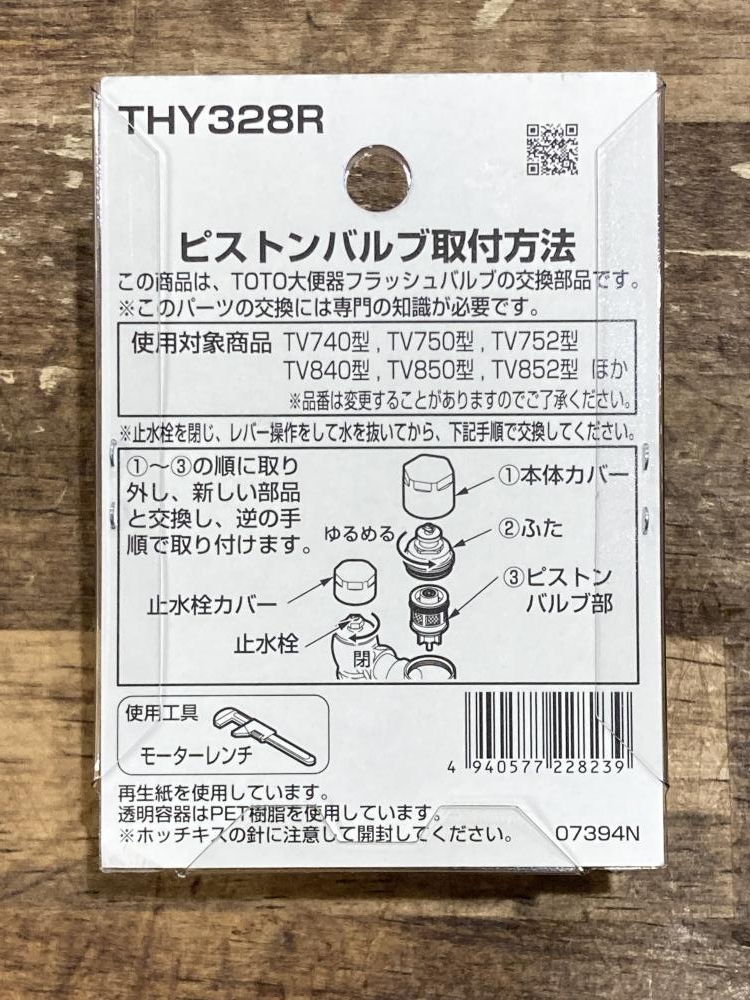 THY328R
ピストンバルブ取付方法
この商品は、TOTO大便器フラッシュバルブの交換部品です。
※このパーツの交換には専門の知識が必要です。
使用対象商品 TV740型，TV750型，TV752型
TV840型，TV850型，TV852型 ほか
※品番は変更することがありますのでご了承ください。
※止水栓を閉じ、レバー操作をして水を抜いてから、下記手順で交換してください。
①～③の順に取り
外し、新しい部品
と交換し、逆の手
順で取り付けます。
①本体カバー
ゆるめる
②ふた
③ピストン
バルブ部
止水栓カバー
止水栓
閉
使用工具
モーターレンチ
4 940577 228239
再生紙を使用しています。
透明容器はPET樹脂を使用しています。
※ホッチキスの針に注意して開封してください。
07394N